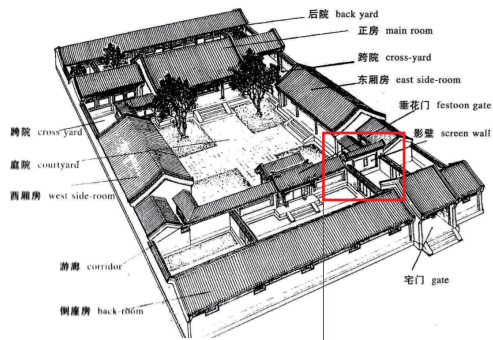 后院 back yard
正房 main room
跨院 cross-yard
东厢房 east side-room
垂花门 festoon gate
影壁 screen wall
跨院 cross yard
庭院 courtyard
西厢房 west side-room
游廊 corridor
倒座房 back-room
宅门 gate